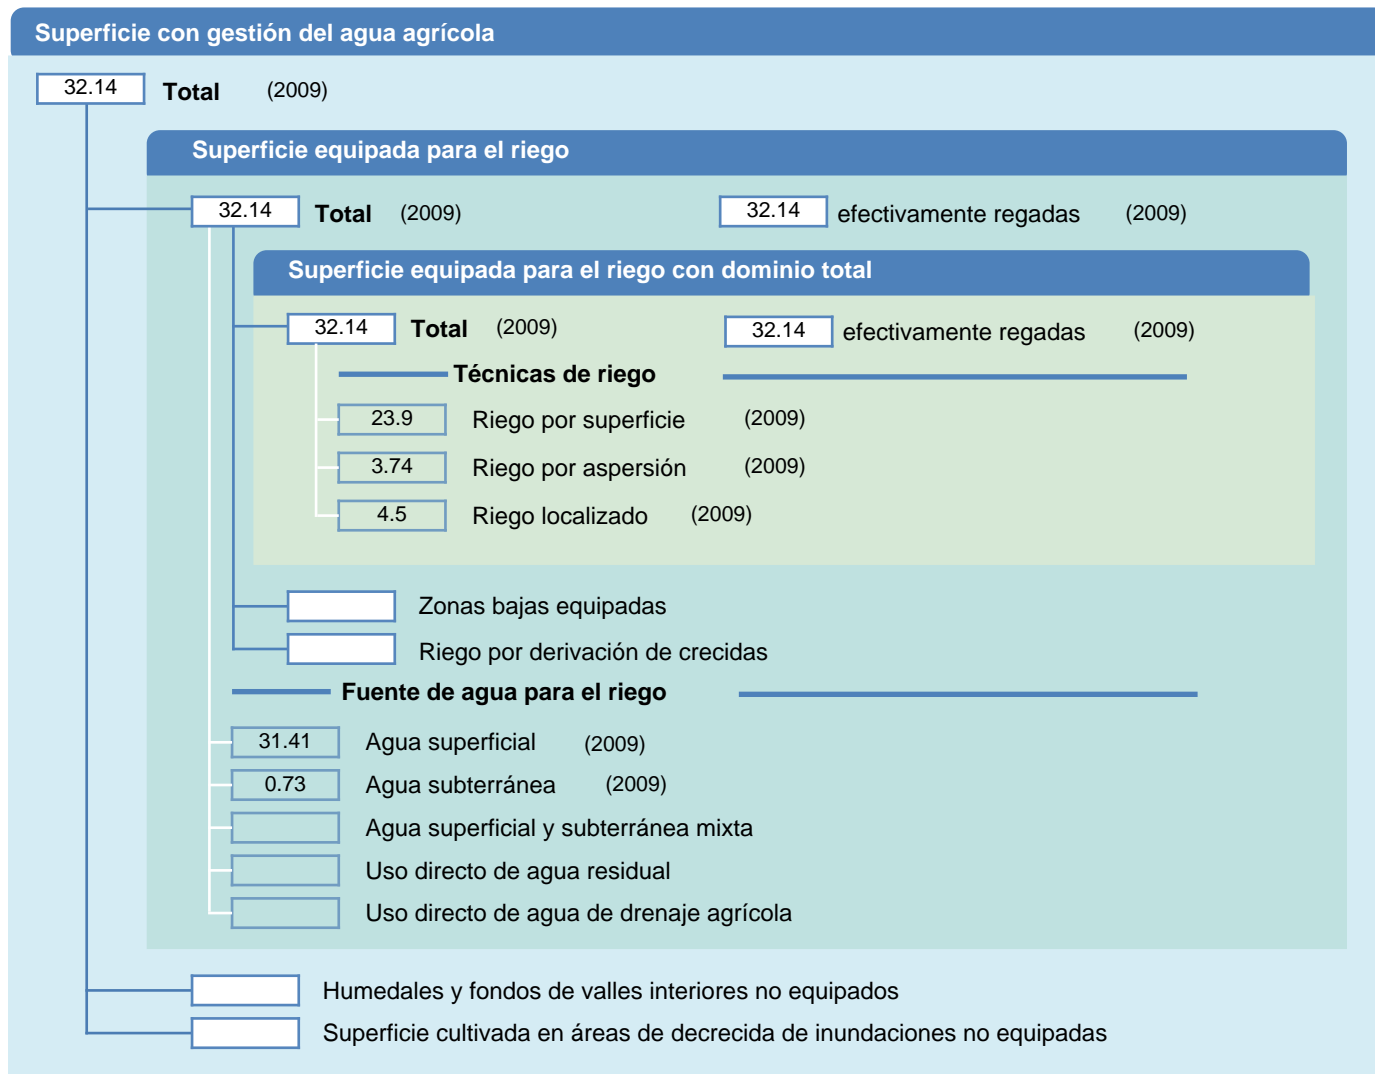 Superficie con gestión del agua agrícola
32.14 Total (2009)
Superficie equipada para el riego
32.14 Total (2009) 32.14 efectivamente regadas (2009)
Superficie equipada para el riego con dominio total
32.14 Total (2009) 32.14 efectivamente regadas (2009)
Técnicas de riego
23.9 Riego por superficie (2009)
3.74 Riego por aspersión (2009)
4.5 Riego localizado (2009)
Zonas bajas equipadas
Riego por derivación de crecidas
Fuente de agua para el riego
31.41 Agua superficial (2009)
0.73 Agua subterránea (2009)
Agua superficial y subterránea mixta
Uso directo de agua residual
Uso directo de agua de drenaje agrícola
Humedales y fondos de valles interiores no equipados
Superficie cultivada en áreas de decrecida de inundaciones no equipadas